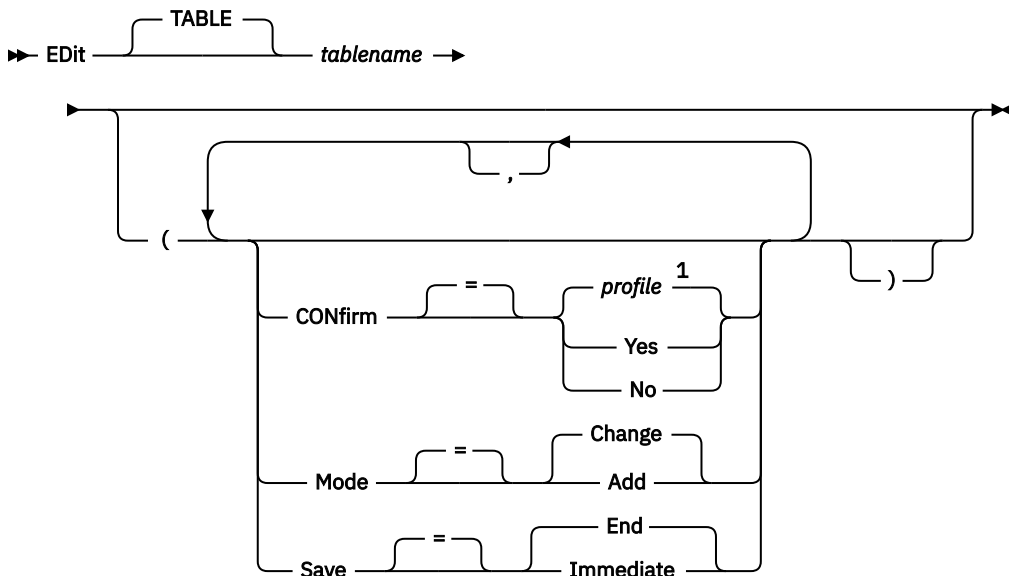 TABLE
EDit tablename
,
( )
CONfirm = profile 1
Yes
No
Change
Mode = Add
End
Save = Immediate